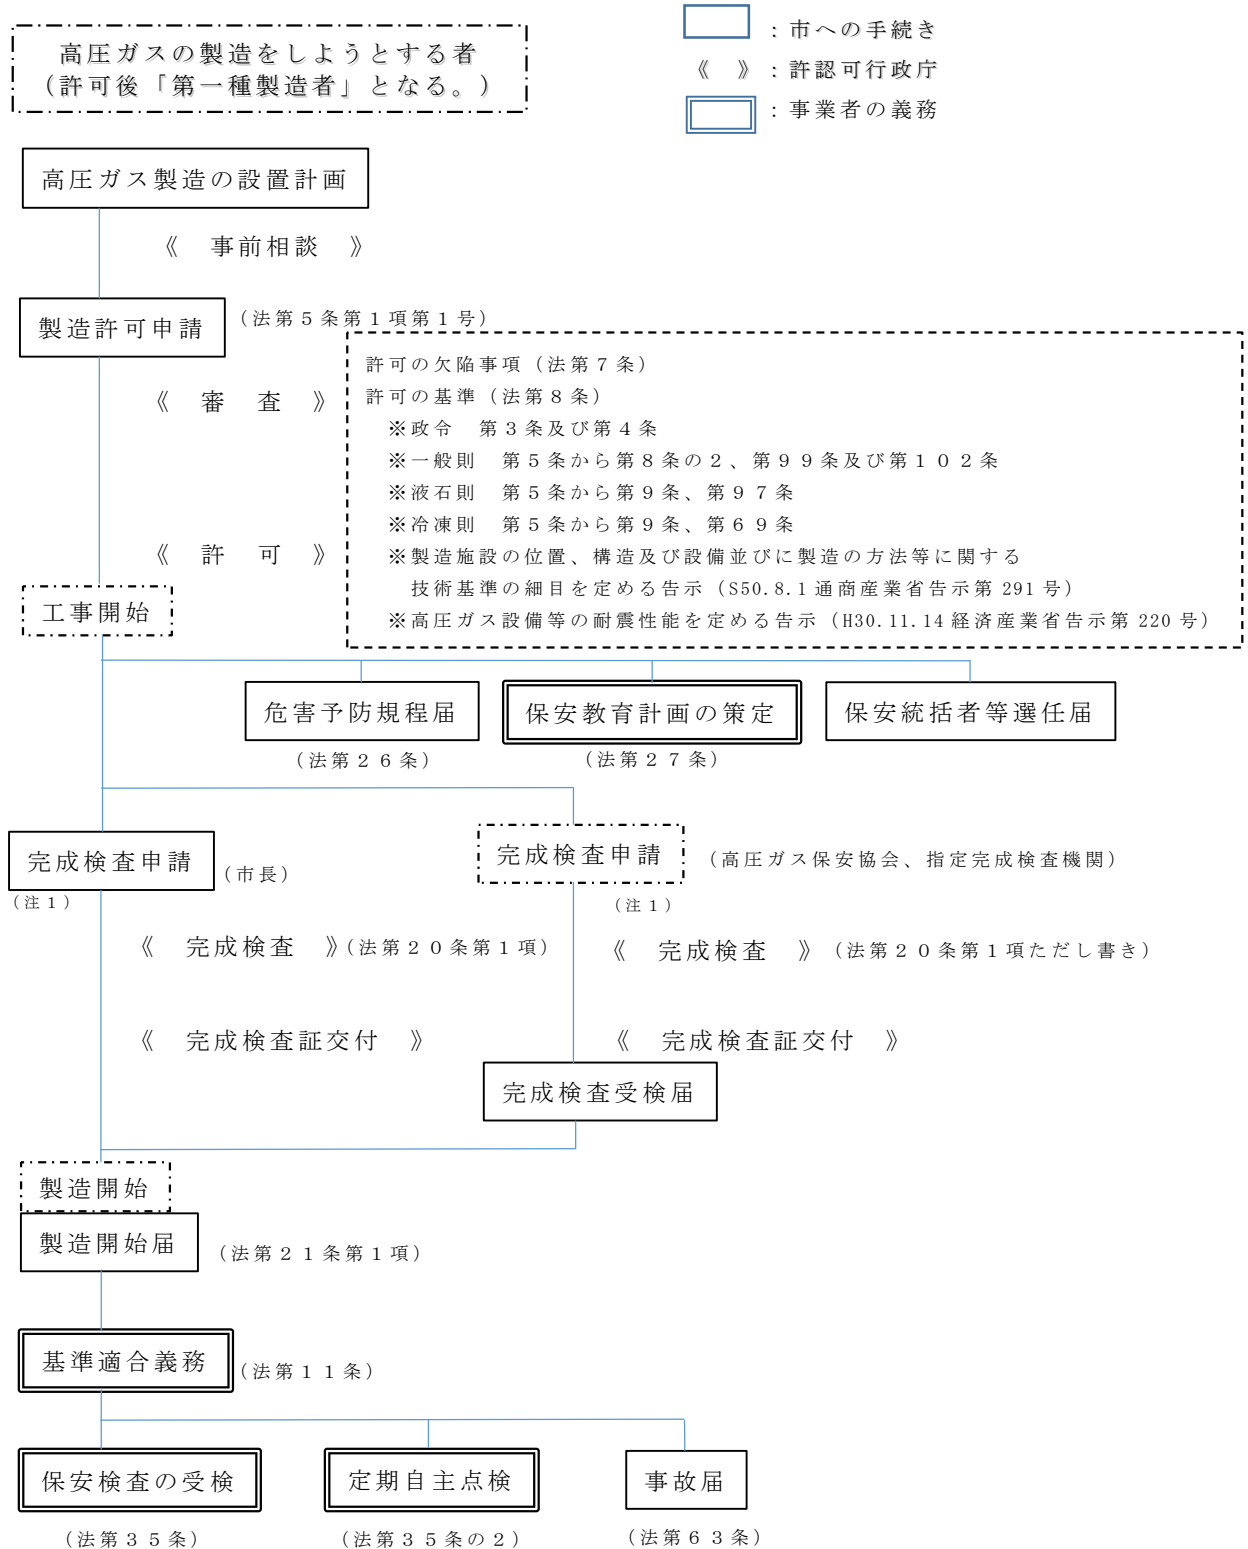 高圧ガスの製造をしようとする者
（許可後「第一種製造者」となる。）
：市への手続き
《　》：許認可行政庁
：事業者の義務
高圧ガス製造の設置計画
《　事前相談　》
製造許可申請
（法第５条第１項第１号）
《　審　査　》
許可の欠陥事項（法第７条）
許可の基準（法第８条）
※政令　第３条及び第４条
※一般則　第５条から第８条の２、第９９条及び第１０２条
※液石則　第５条から第９条、第９７条
※冷凍則　第５条から第９条、第６９条
※製造施設の位置、構造及び設備並びに製造の方法等に関する
技術基準の細目を定める告示（S50.8.1 通商産業省告示第 291 号）
※高圧ガス設備等の耐震性能を定める告示（H30.11.14 経済産業省告示第 220 号）
《　許　可　》
工事開始
危害予防規程届
保安教育計画の策定
保安統括者等選任届
（法第２６条）
（法第２７条）
完成検査申請
（市長）
（注１）
完成検査申請
（高圧ガス保安協会、指定完成検査機関）
（注１）
《　完成検査　》（法第２０条第１項）
《　完成検査　》（法第２０条第１項ただし書き）
《　完成検査証交付　》
《　完成検査証交付　》
完成検査受検届
製造開始
製造開始届
（法第２１条第１項）
基準適合義務
（法第１１条）
保安検査の受検
定期自主点検
事故届
（法第３５条）
（法第３５条の２）
（法第６３条）